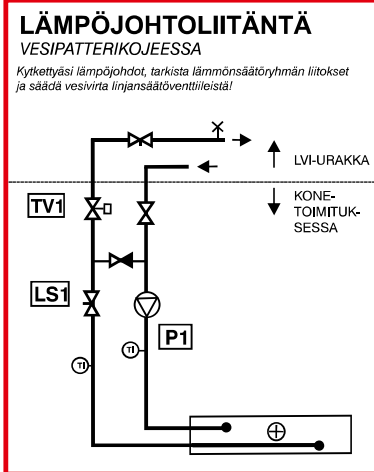 LÄMPÖJOHTOLIITÄNTÄ
VESIPATTERIKOJEESSA
Kytkettyäsi lämpöjohdot, tarkista lämmönsäätöryhmän liitokset
ja säädä vesivirta linjansäätöventtiileistä!
LVI-URAKKA
KONE-
TOIMITUK-
SESSA
TV1
LS1
P1
TI
TI